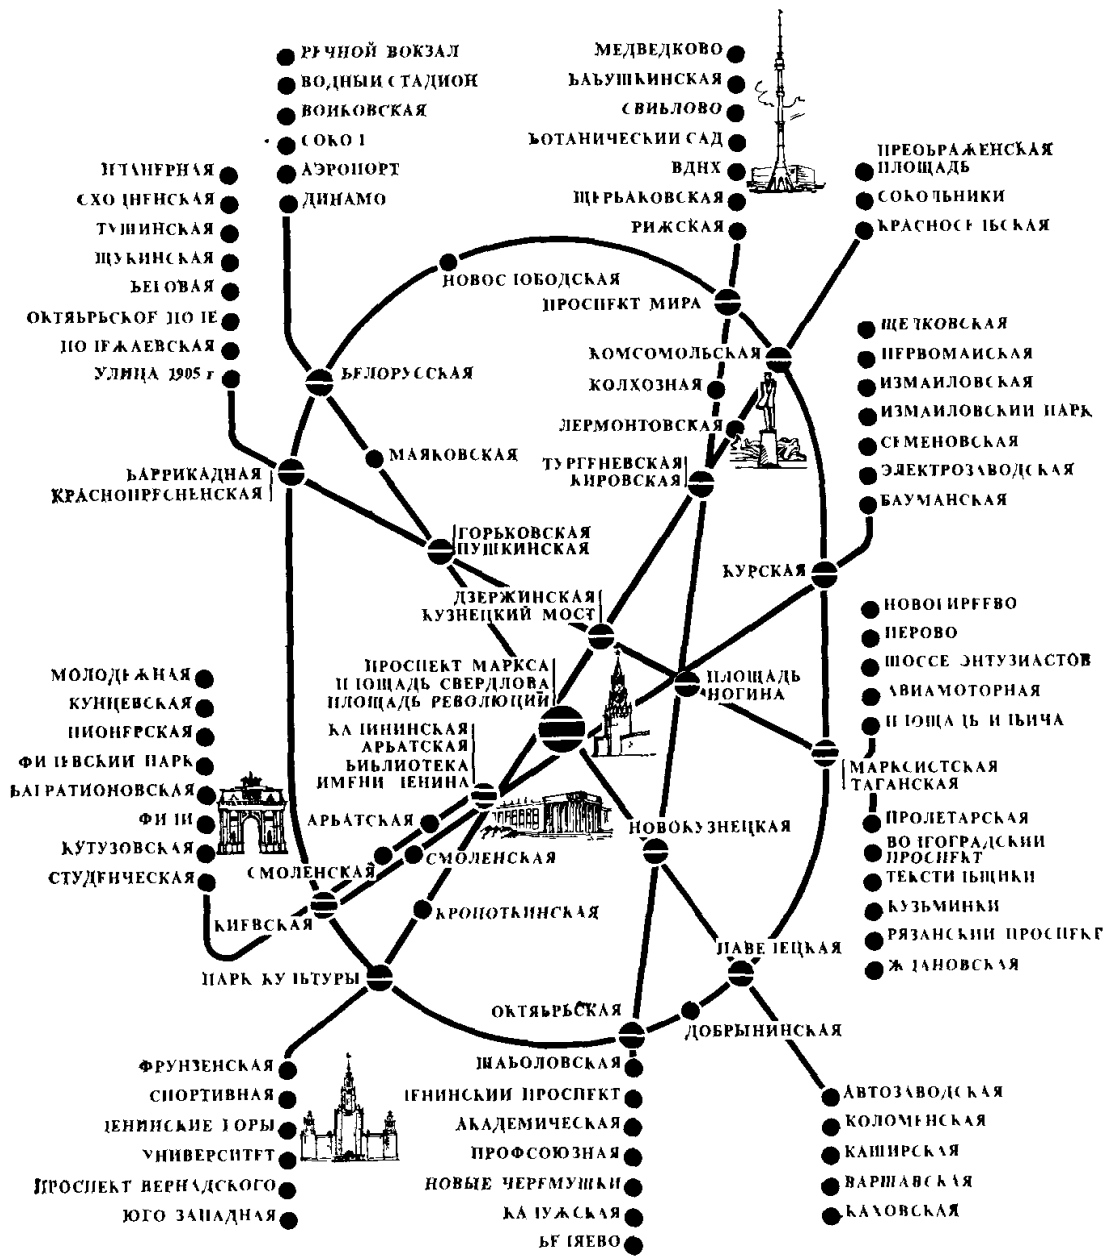 РЕЧНОЙ ВОКЗАЛ
ВОДНЫЙ СТАДИОН
ВОЙКОВСКАЯ
СОКОЛ
АЭРОПОРТ
ДИНАМО
МЕДВЕДКОВО
БАБУШКИНСКАЯ
СВИБЛОВО
БОТАНИЧЕСКИЙ САД
ВДНХ
ЩЕРБАКОВСКАЯ
РИЖСКАЯ
ПРЕОБРАЖЕНСКАЯ
ПЛОЩАДЬ
СОКОЛЬНИКИ
КРАСНОСЕЛЬСКАЯ
ПЛАНЕРНАЯ
СХОДНЕНСКАЯ
ТУШИНСКАЯ
ЩУКИНСКАЯ
БЕГОВАЯ
ОКТЯБРЬСКОЕ ПОЛЕ
ПОЛЕЖАЕВСКАЯ
УЛИЦА 1905 г
НОВОСЛОБОДСКАЯ
ПРОСПЕКТ МИРА
КОМСОМОЛЬСКАЯ
БЕЛОРУССКАЯ
КОЛХОЗНАЯ
ЛЕРМОНТОВСКАЯ
МАЯКОВСКАЯ
ТУРГЕНЕВСКАЯ
КИРОВСКАЯ
БАРРИКАДНАЯ
КРАСНОПРЕСНЕНСКАЯ
ГОРЬКОВСКАЯ
ПУШКИНСКАЯ
ЩЕЛКОВСКАЯ
ПЕРВОМАЙСКАЯ
ИЗМАЙЛОВСКАЯ
ИЗМАЙЛОВСКИЙ ПАРК
СЕМЕНОВСКАЯ
ЭЛЕКТРОЗАВОДСКАЯ
БАУМАНСКАЯ
КУРСКАЯ
ДЗЕРЖИНСКАЯ
КУЗНЕЦКИЙ МОСТ
ПРОСПЕКТ МАРКСА
ПЛОЩАДЬ СВЕРДЛОВА
ПЛОЩАДЬ РЕВОЛЮЦИИ
ПЛОЩАДЬ
НОГИНА
НОВОГИРЕЕВО
ПЕРОВО
ШОССЕ ЭНТУЗИАСТОВ
АВИАМОТОРНАЯ
ПЛОЩАДЬ ИЛЬИЧА
МАРКСИСТСКАЯ
ТАГАНСКАЯ
КАЛИНИНСКАЯ
АРБАТСКАЯ
БИБЛИОТЕКА
ИМЕНИ ЛЕНИНА
МОЛОДЕЖНАЯ
КУНЦЕВСКАЯ
ПИОНЕРСКАЯ
ФИЛЕВСКИЙ ПАРК
БАГРАТИОНОВСКАЯ
ФИЛИ
КУТУЗОВСКАЯ
СТУДЕНЧЕСКАЯ
АРБАТСКАЯ
СМОЛЕНСКАЯ
СМОЛЕНСКАЯ
КИЕВСКАЯ
КРОПОТКИНСКАЯ
ПАРК КУЛЬТУРЫ
НОВОКУЗНЕЦКАЯ
ПАВЕЛЕЦКАЯ
ОКТЯБРЬСКАЯ
ДОБРЫНИНСКАЯ
ПРОЛЕТАРСКАЯ
ВОЛГОГРАДСКИЙ
ПРОСПЕКТ
ТЕКСТИЛЬЩИКИ
КУЗЬМИНКИ
РЯЗАНСКИЙ ПРОСПЕКТ
ЖДАНОВСКАЯ
ФРУНЗЕНСКАЯ
СПОРТИВНАЯ
ЛЕНИНСКИЕ ГОРЫ
УНИВЕРСИТЕТ
ПРОСПЕКТ ВЕРНАДСКОГО
ЮГО ЗАПАДНАЯ
ШАБОЛОВСКАЯ
ЛЕНИНСКИЙ ПРОСПЕКТ
АКАДЕМИЧЕСКАЯ
ПРОФСОЮЗНАЯ
НОВЫЕ ЧЕРЕМУШКИ
КАЛУЖСКАЯ
БЕЛЯЕВО
АВТОЗАВОДСКАЯ
КОЛОМЕНСКАЯ
КАШИРСКАЯ
ВАРШАВСКАЯ
КАХОВСКАЯ